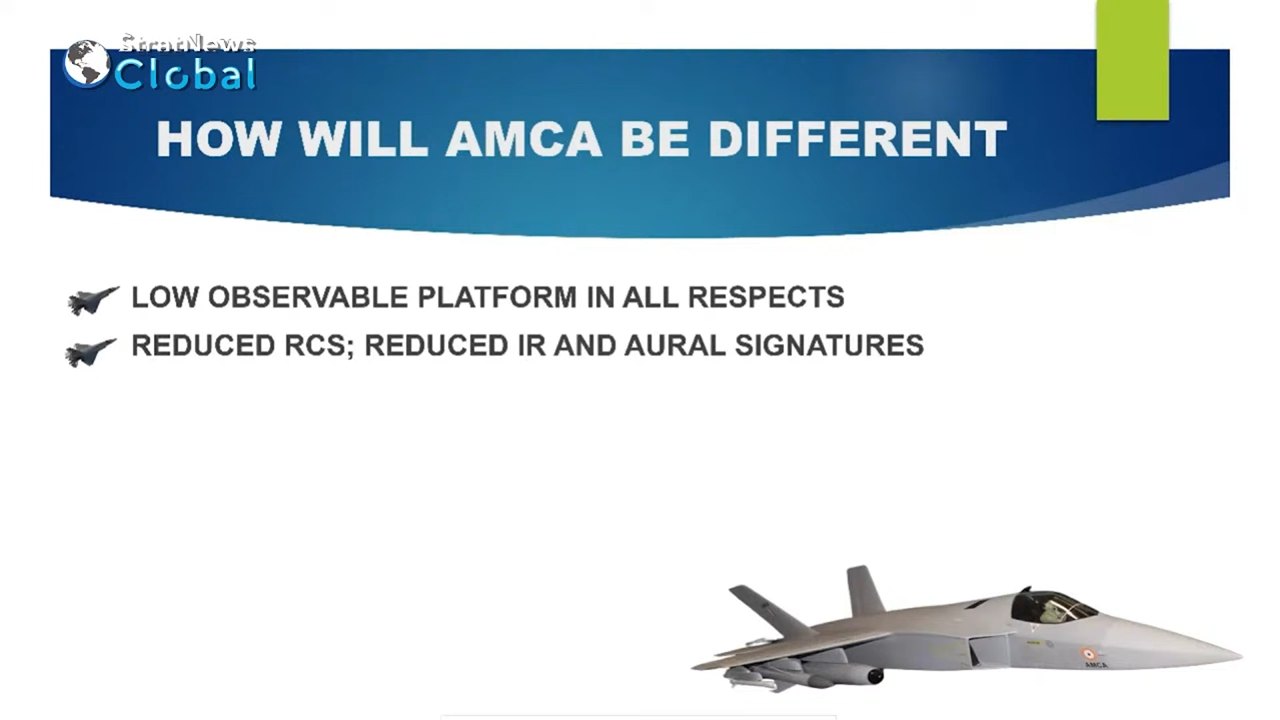 StratNews
Global
HOW WILL AMCA BE DIFFERENT
LOW OBSERVABLE PLATFORM IN ALL RESPECTS
REDUCED RCS; REDUCED IR AND AURAL SIGNATURES
AMCA